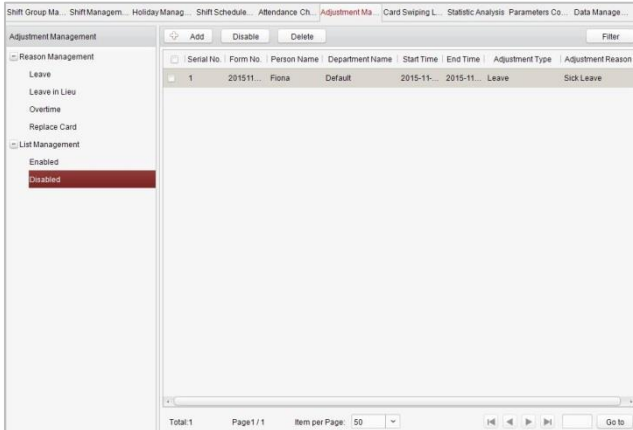 Shift Group Ma... Shift Managem... Holiday Manag... Shift Schedule... Attendance Ch... Adjustment Ma... Card Swiping L... Statistic Analysis Parameters Co... Data Manage...
Adjustment Management
Add Disable Delete Filter
Reason Management
Serial No. Form No. Person Name Department Name Start Time End Time Adjustment Type Adjustment Reason
Leave
1 201511... Fiona Default 2015-11-... 2015-11... Leave Sick Leave
Leave in Lieu
Overtime
Replace Card
List Management
Enabled
Disabled
Total:1 Page1/1 Item per Page: 50 Go to